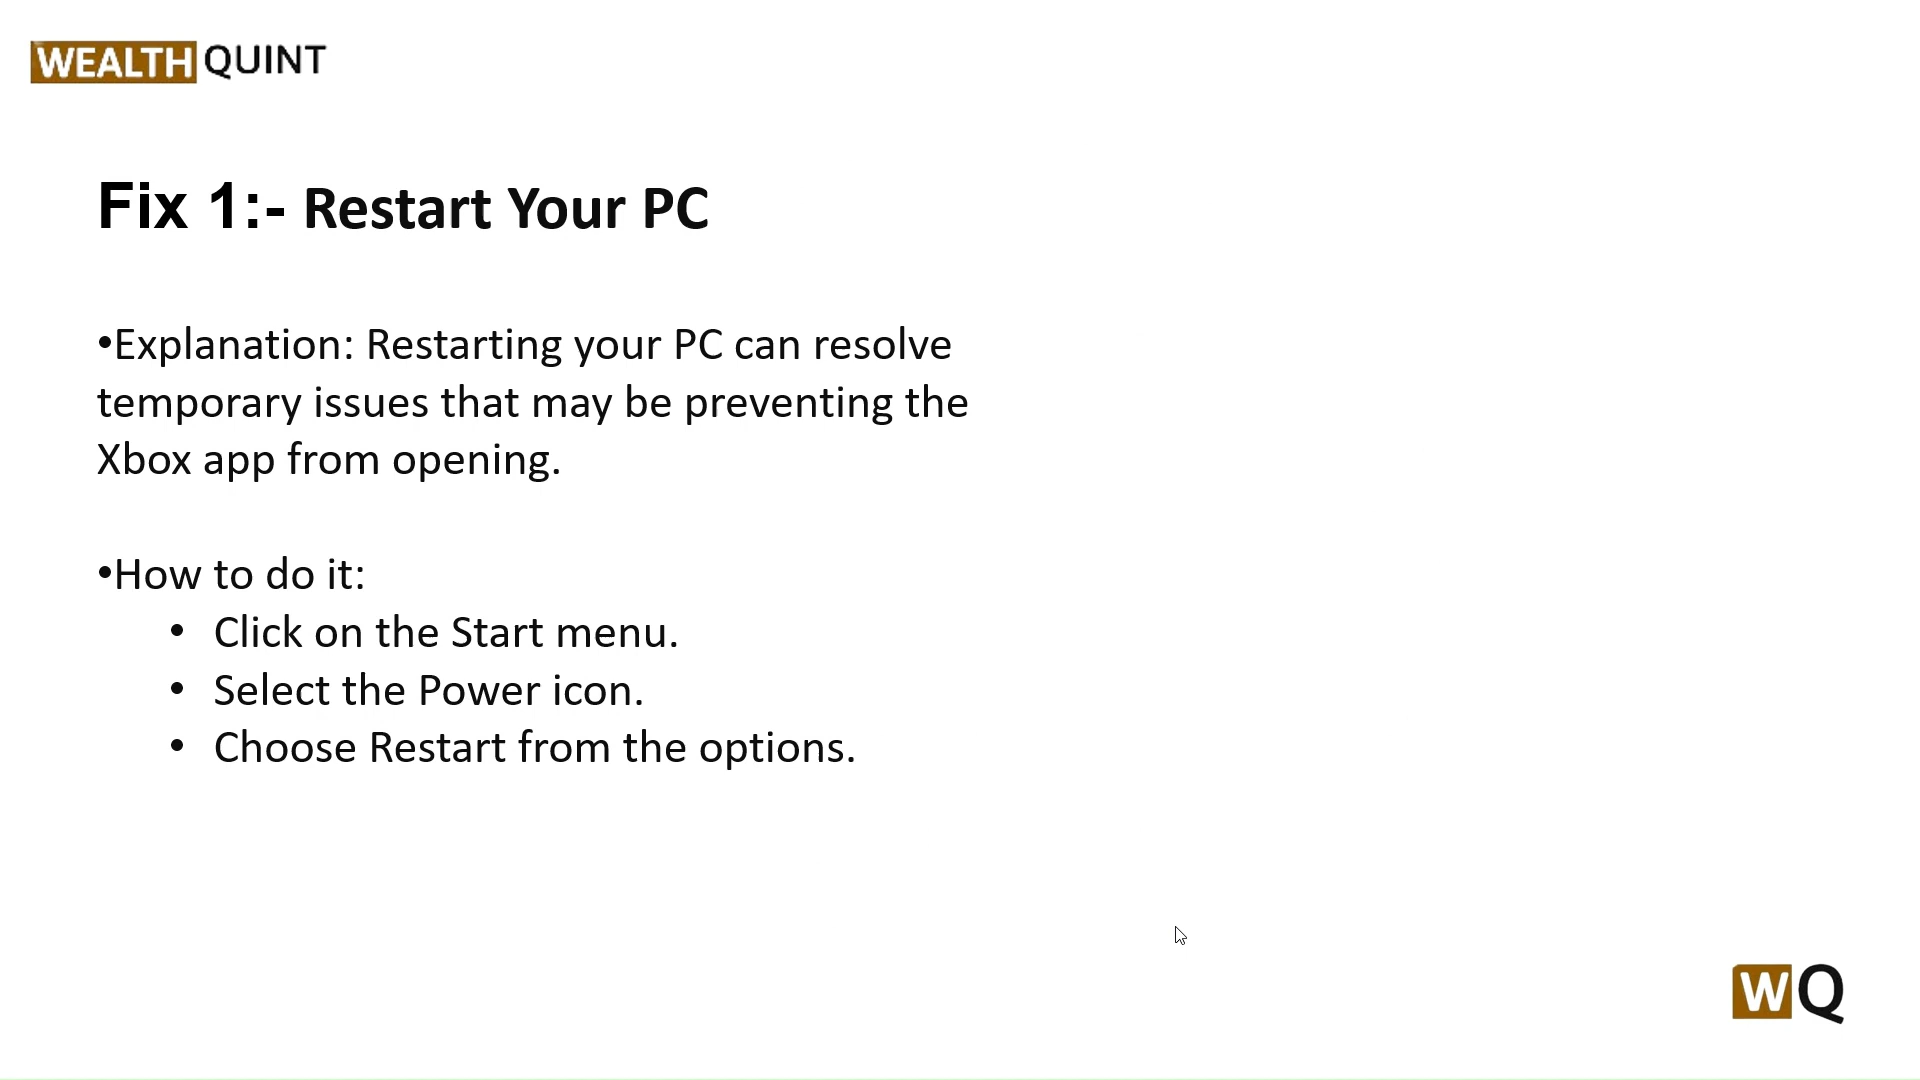 WEALTH QUINT
Fix 1:- Restart Your PC
•Explanation: Restarting your PC can resolve
temporary issues that may be preventing the
Xbox app from opening.
•How to do it:
• Click on the Start menu.
• Select the Power icon.
• Choose Restart from the options.
WQ